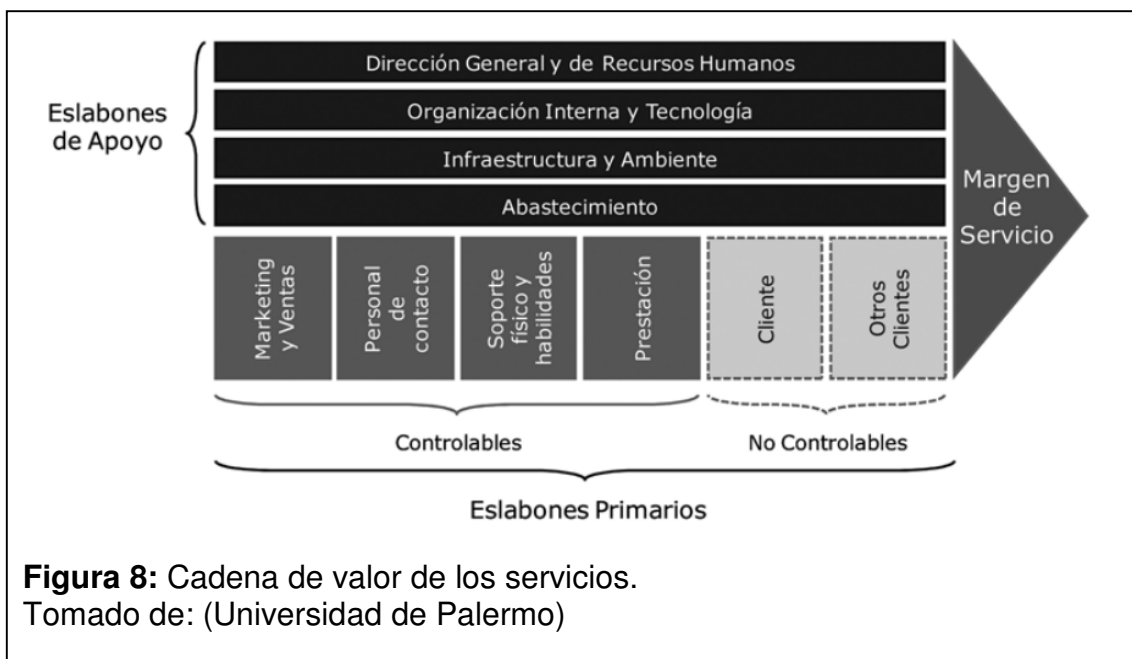 Dirección General y de Recursos Humanos
Eslabones
de Apoyo
Organización Interna y Tecnología
Infraestructura y Ambiente
Abastecimiento
Margen
de
Servicio
Marketing
y Ventas
Personal
de
contacto
Soporte
físico y
habilidades
Prestación
Cliente
Otros
Clientes
Controlables
No Controlables
Eslabones Primarios
Figura 8: Cadena de valor de los servicios.
Tomado de: (Universidad de Palermo)